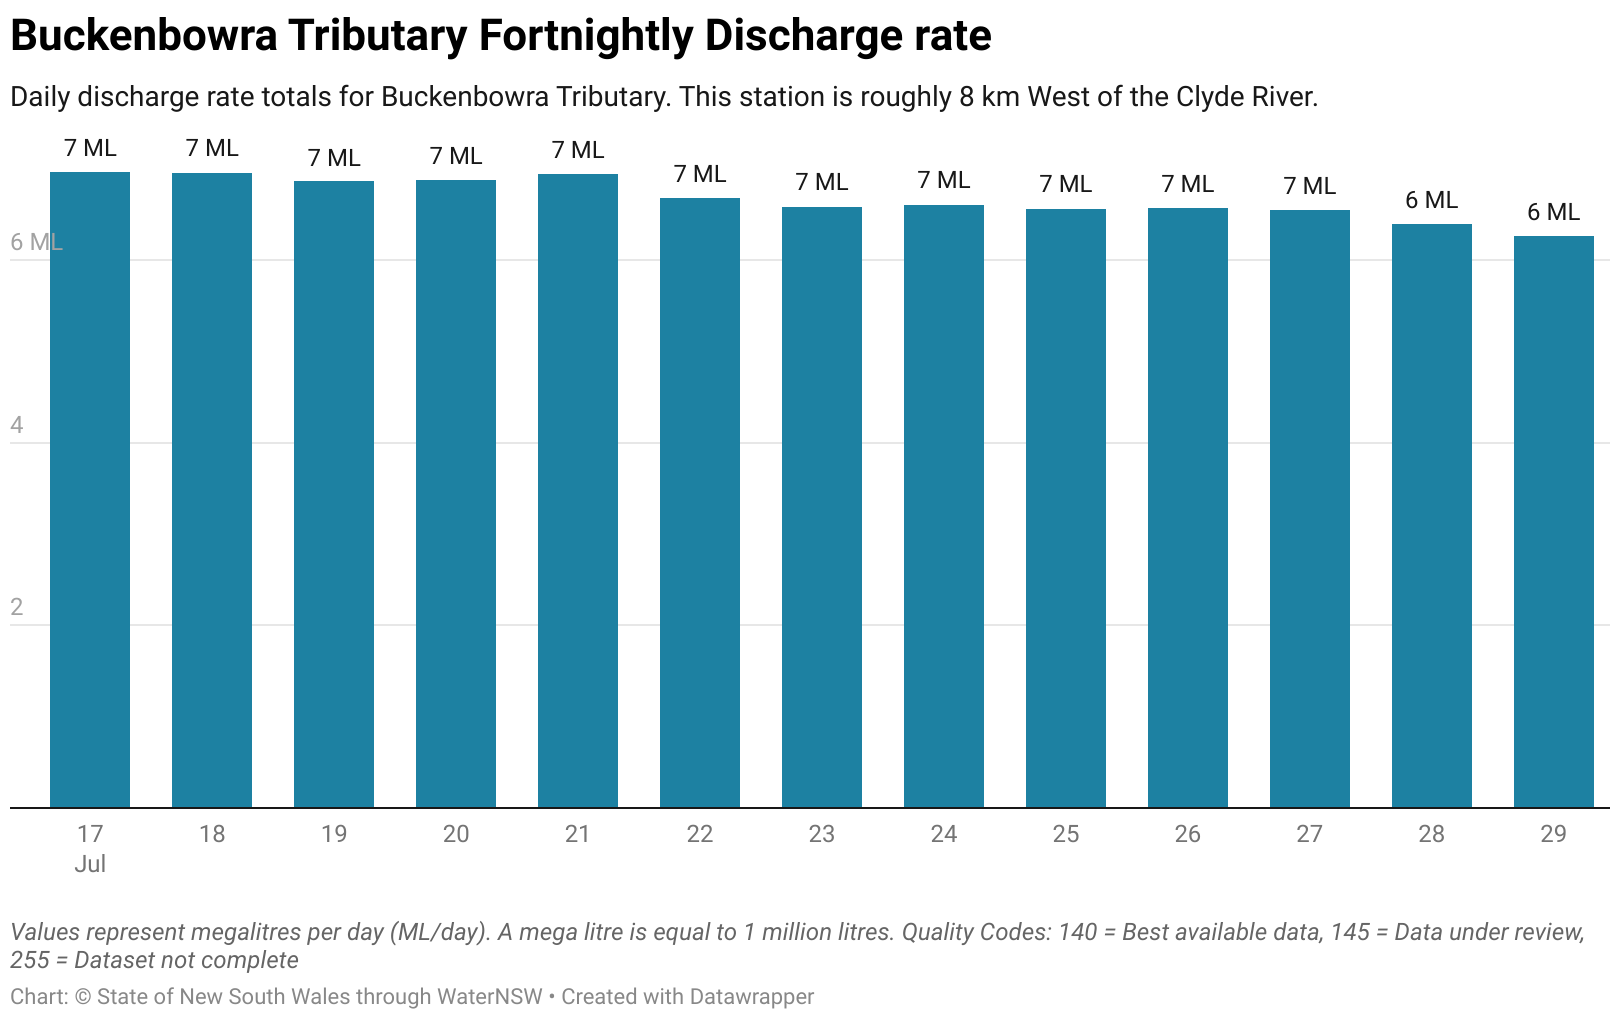 Buckenbowra Tributary Fortnightly Discharge rate
Daily discharge rate totals for Buckenbowra Tributary. This station is roughly 8 km West of the Clyde River.
7 ML 7 ML 7 ML 7 ML 7 ML 7 ML 7 ML 7 ML 7 ML 7 ML 7 ML 6 ML 6 ML
6 ML
4
2
17 18 19 20 21 22 23 24 25 26 27 28 29
Jul
Values represent megalitres per day (ML/day). A mega litre is equal to 1 million litres. Quality Codes: 140 = Best available data, 145 = Data under review,
255 = Dataset not complete
Chart: © State of New South Wales through WaterNSW • Created with Datawrapper